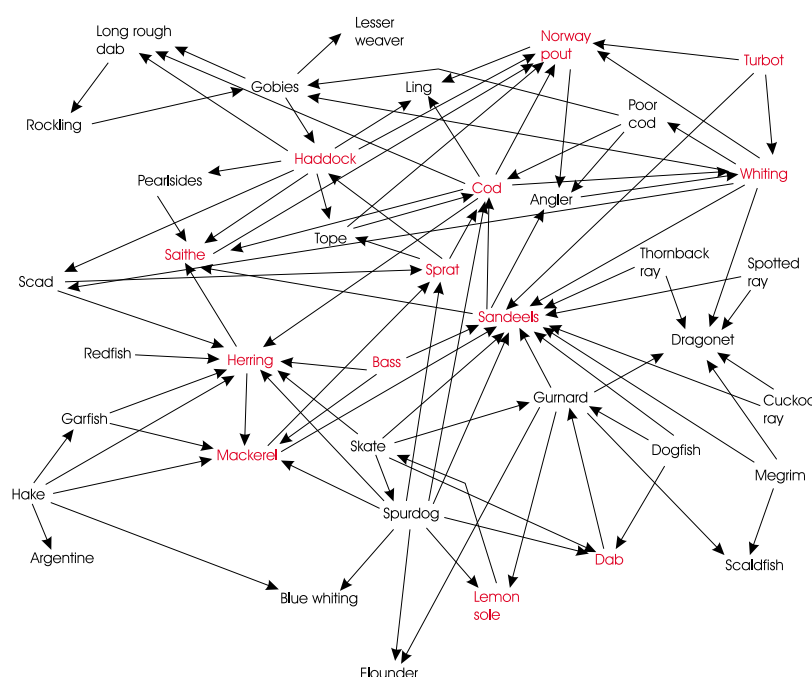 Long rough
dab
Lesser
weaver
Norway
pout
Turbot
Gobies
Ling
Poor
cod
Rockling
Haddock
Pearlsides
Cod
Angler
Whiting
Tope
Saithe
Sprat
Thornback
ray
Spotted
ray
Scad
Sandeels
Dragonet
Redfish
Herring
Bass
Gurnard
Cuckoo
ray
Garfish
Mackerel
Skate
Dogfish
Megrim
Hake
Spurdog
Argentine
Dab
Scaldfish
Blue whiting
Lemon
sole
Flounder